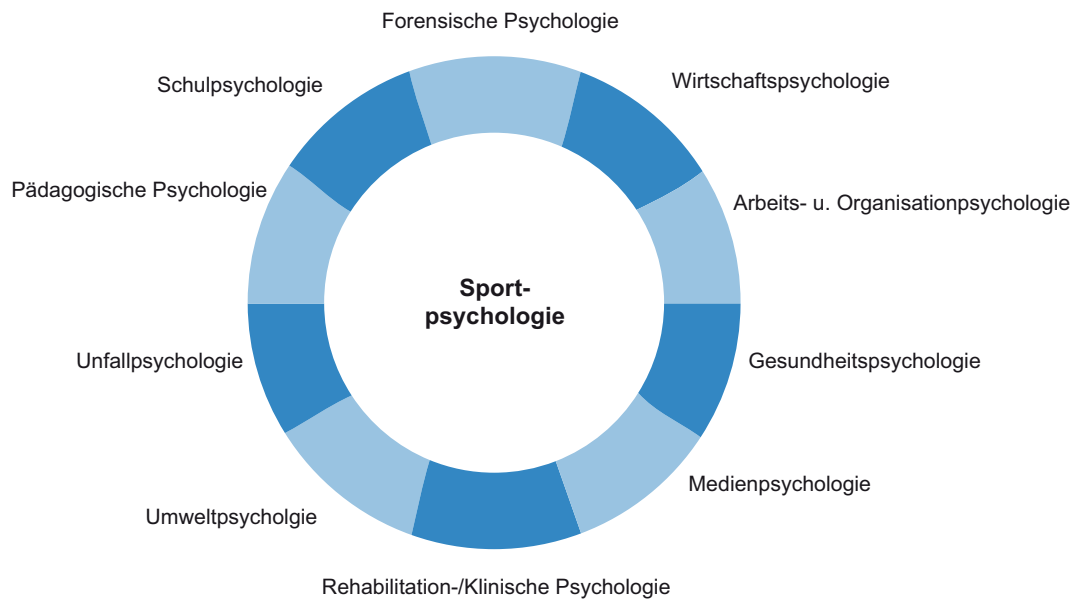 Forensische Psychologie
Wirtschaftspsychologie
Schulpsychologie
Pädagogische Psychologie
Arbeits- u. Organisationpsychologie
Sport-
psychologie
Unfallpsychologie
Gesundheitspsychologie
Medienpsychologie
Umweltpsycholgie
Rehabilitation-/Klinische Psychologie